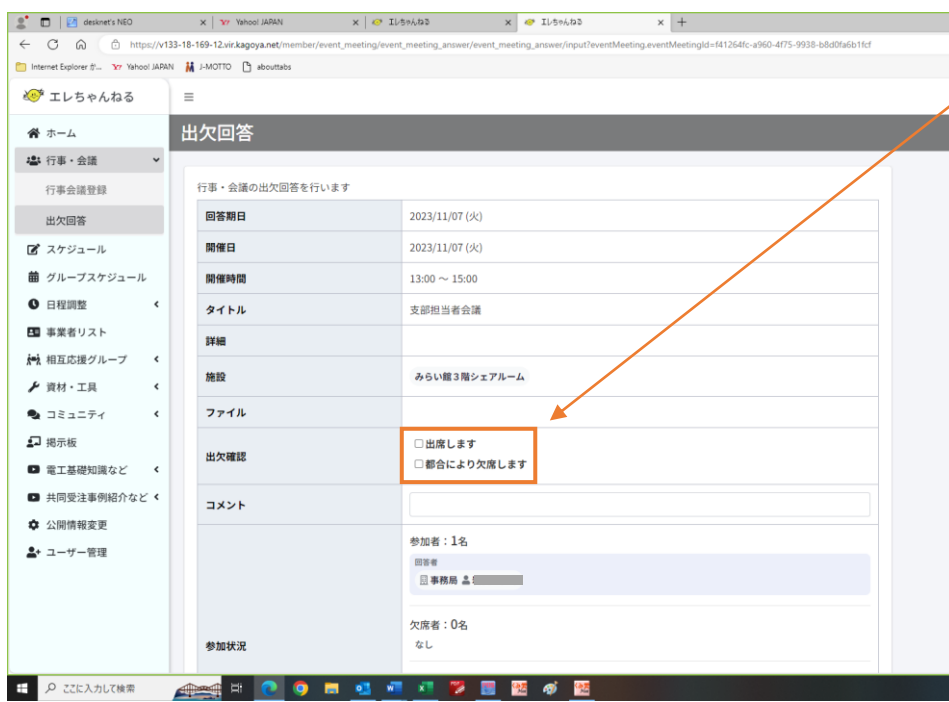 desknet's NEO
Yahoo! JAPAN
エレちゃんねる
エレちゃんねる
https://v133-18-169-12.vir.kagoya.net/member/event_meeting/event_meeting_answer/event_meeting_answer/input?eventMeeting.eventMeetingId=f41264fc-a960-4f75-9938-b8d0fa6b1fcf
Internet Explorer か... Yahoo! JAPAN J-MOTTO abouttabs
エレちゃんねる
ホーム
行事・会議
行事会議登録
出欠回答
スケジュール
グループスケジュール
日程調整
事業者リスト
相互応援グループ
資材・工具
コミュニティ
掲示板
電工基礎知識など
共同受注事例紹介など
公開情報変更
ユーザー管理
出欠回答
行事・会議の出欠回答を行います
回答期日 2023/11/07 (火)
開催日 2023/11/07 (火)
開催時間 13:00 ～ 15:00
タイトル 支部担当者会議
詳細
施設 みらい館３階シェアルーム
ファイル
出欠確認
出席します
都合により欠席します
コメント
参加状況
参加者：1名
回答者
事務局
欠席者：0名
なし
ここに入力して検索